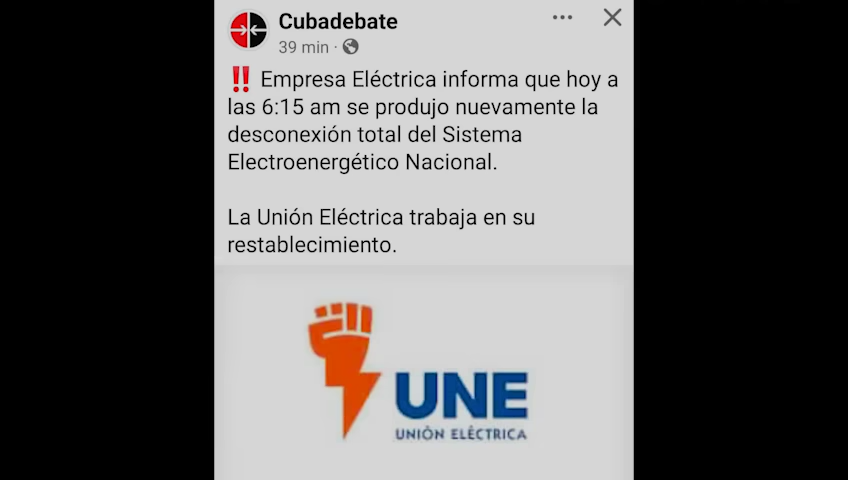 Cubadebate
39 min ·
‼️ Empresa Eléctrica informa que hoy a
las 6:15 am se produjo nuevamente la
desconexión total del Sistema
Electroenergético Nacional.
La Unión Eléctrica trabaja en su
restablecimiento.
UNE
UNIÓN ELÉCTRICA